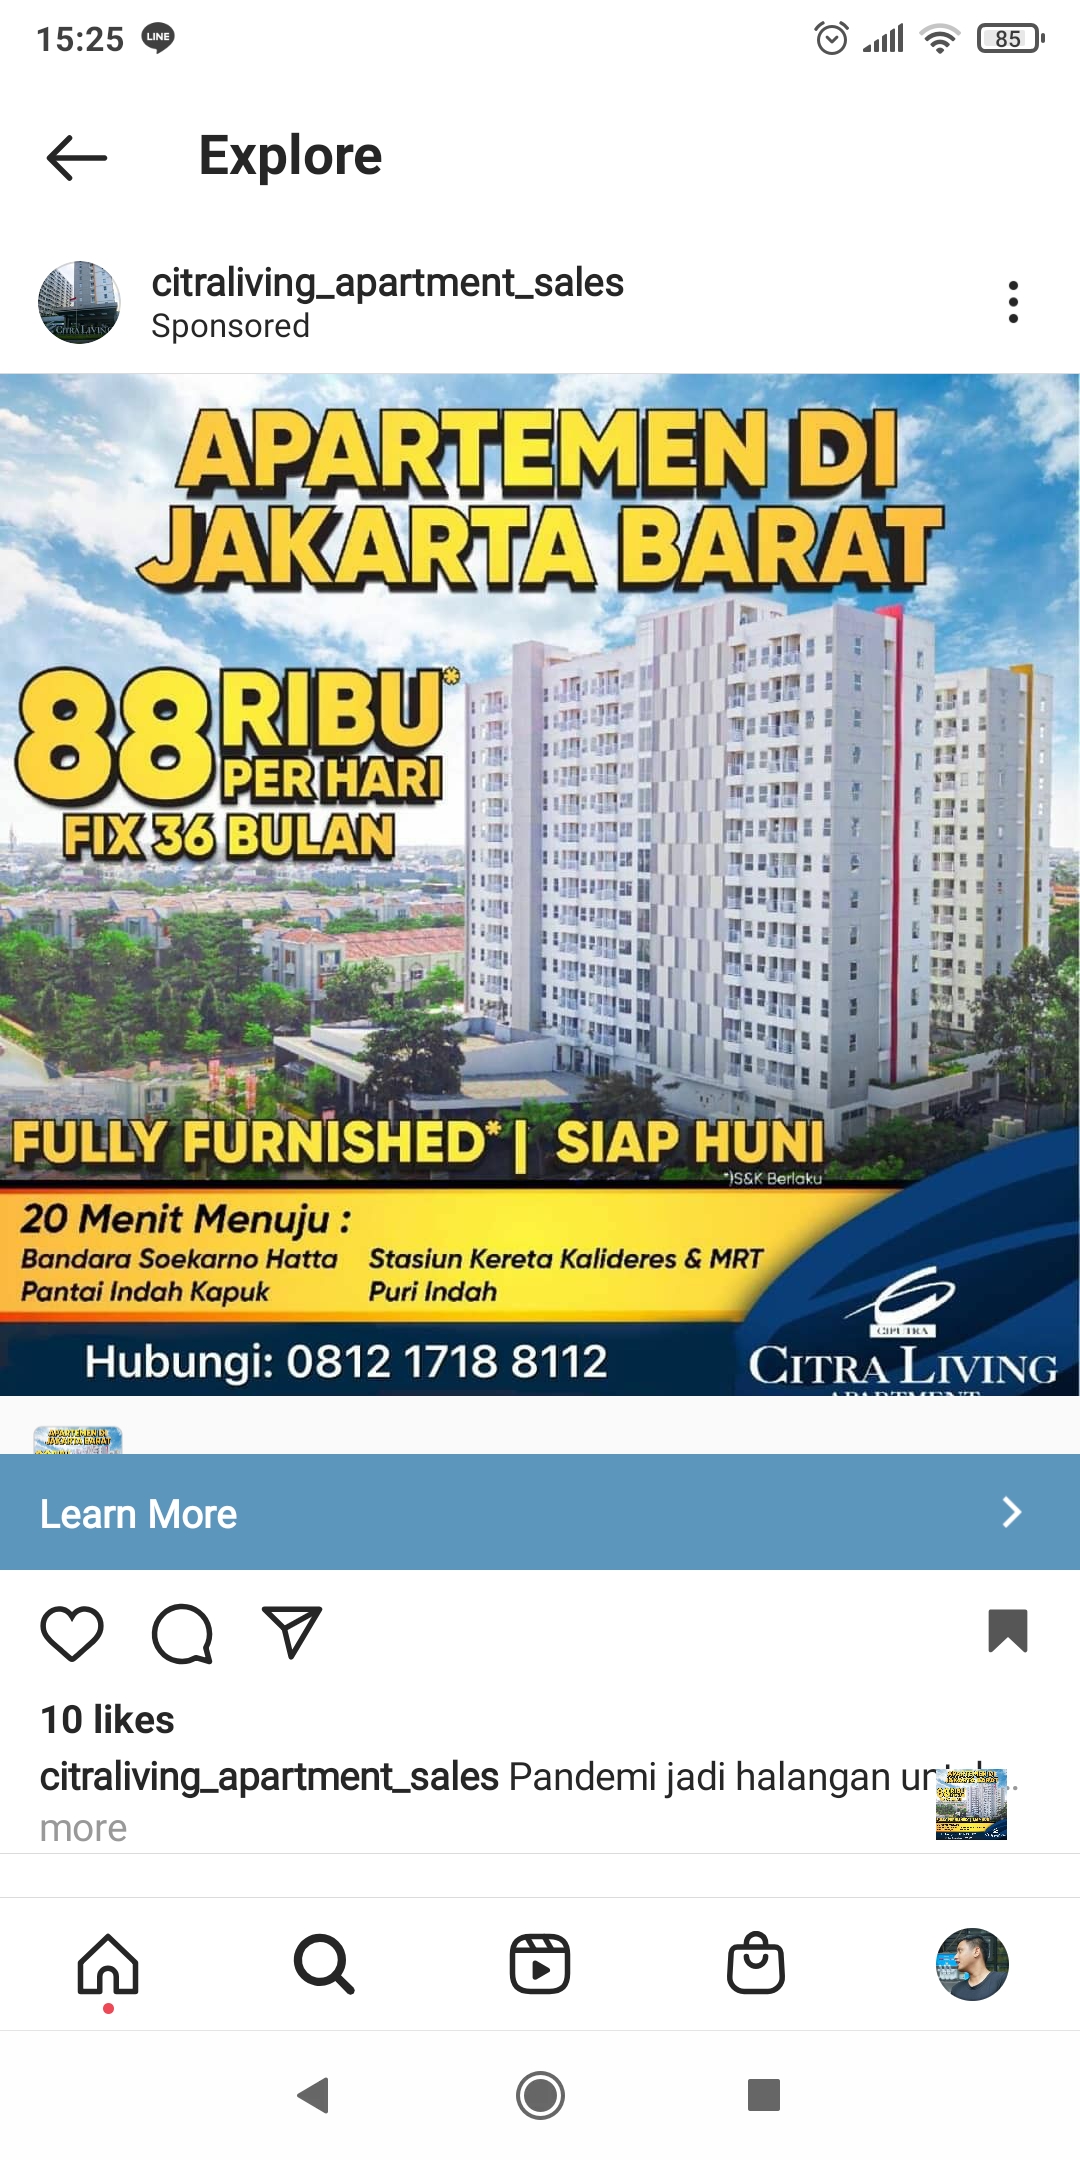 15:25 LINE 85
Explore
citraliving_apartment_sales
Sponsored
APARTEMEN DI
JAKARTA BARAT
88 RIBU*
PER HARI
FIX 36 BULAN
FULLY FURNISHED* | SIAP HUNI
*)S&K Berlaku
20 Menit Menuju :
Bandara Soekarno Hatta Stasiun Kereta Kalideres & MRT
Pantai Indah Kapuk Puri Indah
Hubungi: 0812 1718 8112
CIPUTRA
CITRA LIVING
APARTMENT
Learn More
10 likes
citraliving_apartment_sales Pandemi jadi halangan
more